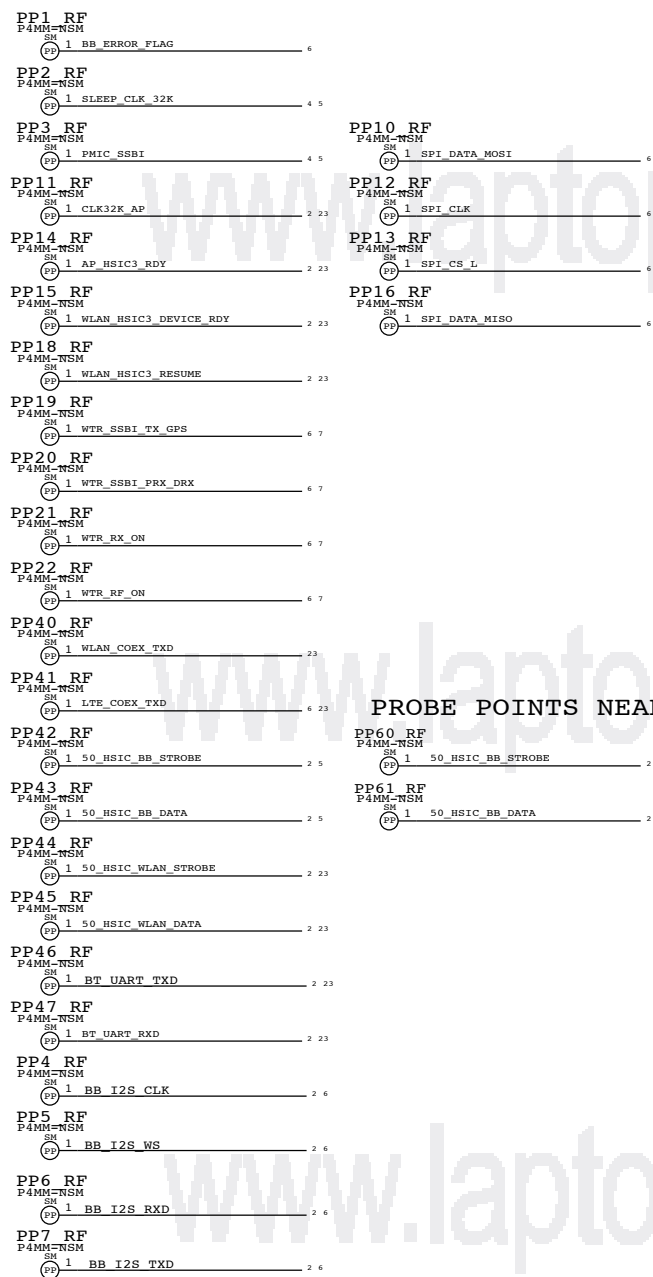 PP1_RF
P4MM=NSM
SM
PP 1 BB_ERROR_FLAG 6
PP2_RF
P4MM=NSM
SM
PP 1 SLEEP_CLK_32K 4 5
PP3_RF
P4MM-NSM
SM
PP 1 PMIC_SSBI 4 5
PP11_RF
P4MM-NSM
SM
PP 1 CLK32K_AP 2 23
PP14_RF
P4MM-NSM
SM
PP 1 AP_HSIC3_RDY 2 23
PP15_RF
P4MM-NSM
SM
PP 1 WLAN_HSIC3_DEVICE_RDY 2 23
PP18_RF
P4MM-NSM
SM
PP 1 WLAN_HSIC3_RESUME 2 23
PP19_RF
P4MM-NSM
SM
PP 1 WTR_SSBI_TX_GPS 6 7
PP20_RF
P4MM-NSM
SM
PP 1 WTR_SSBI_PRX_DRX 6 7
PP21_RF
P4MM-NSM
SM
PP 1 WTR_RX_ON 6 7
PP22_RF
P4MM-NSM
SM
PP 1 WTR_RF_ON 6 7
PP40_RF
P4MM-NSM
SM
PP 1 WLAN_COEX_TXD 23
PP41_RF
P4MM-NSM
SM
PP 1 LTE_COEX_TXD 6 23
PP42_RF
P4MM-NSM
SM
PP 1 50_HSIC_BB_STROBE 2 5
PP43_RF
P4MM-NSM
SM
PP 1 50_HSIC_BB_DATA 2 5
PP44_RF
P4MM-NSM
SM
PP 1 50_HSIC_WLAN_STROBE 2 23
PP45_RF
P4MM-NSM
SM
PP 1 50_HSIC_WLAN_DATA 2 23
PP46_RF
P4MM-NSM
SM
PP 1 BT_UART_TXD 2 23
PP47_RF
P4MM-NSM
SM
PP 1 BT_UART_RXD 2 23
PP4_RF
P4MM=NSM
SM
PP 1 BB_I2S_CLK 2 6
PP5_RF
P4MM=NSM
SM
PP 1 BB_I2S_WS 2 6
PP6_RF
P4MM=NSM
SM
PP 1 BB_I2S_RXD 2 6
PP7_RF
P4MM=NSM
SM
PP 1 BB_I2S_TXD 2 6
PP10_RF
P4MM-NSM
SM
PP 1 SPI_DATA_MOSI 6
PP12_RF
P4MM-NSM
SM
PP 1 SPI_CLK 6
PP13_RF
P4MM-NSM
SM
PP 1 SPI_CS_L 6
PP16_RF
P4MM-NSM
SM
PP 1 SPI_DATA_MISO 6
PROBE POINTS NEA
PP60_RF
P4MM-NSM
SM
PP 1 50_HSIC_BB_STROBE 2
PP61_RF
P4MM-NSM
SM
PP 1 50_HSIC_BB_DATA 2
www.lapto
www.lapto
www.lapto